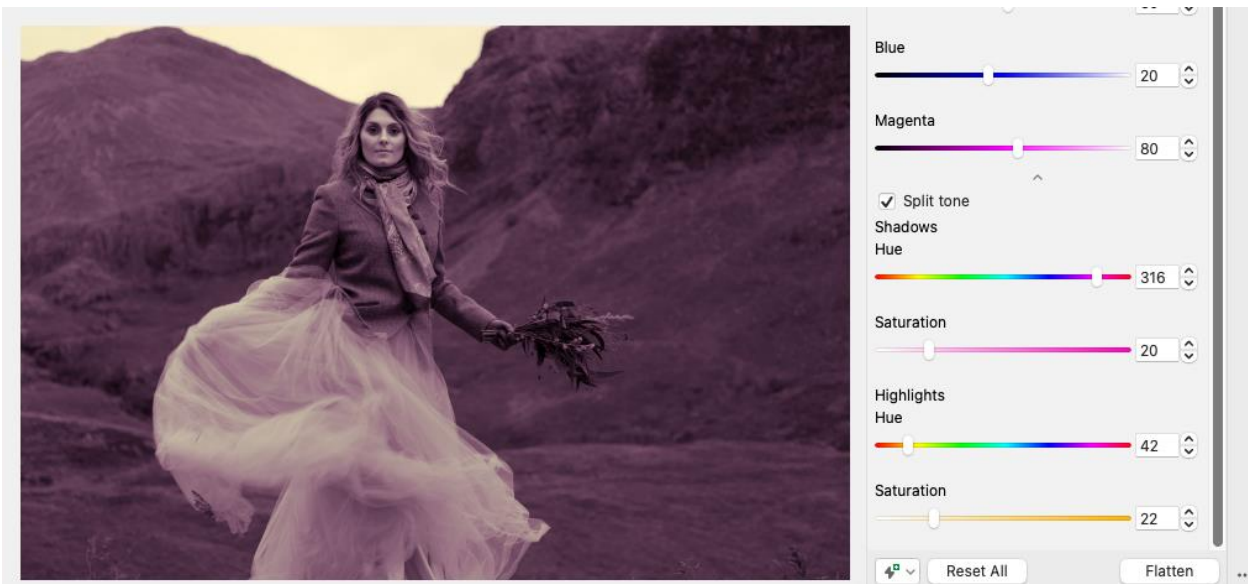 Blue
20
Magenta
80
Split tone
Shadows
Hue
316
Saturation
20
Highlights
Hue
42
Saturation
22
Reset All
Flatten